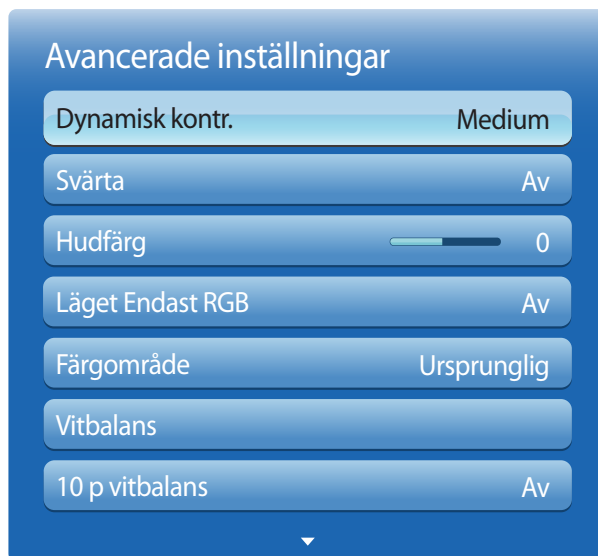 Avancerade inställningar
Dynamisk kontr. Medium
Svärta Av
Hudfärg 0
Läget Endast RGB Av
Färgområde Ursprunglig
Vitbalans
10 p vitbalans Av